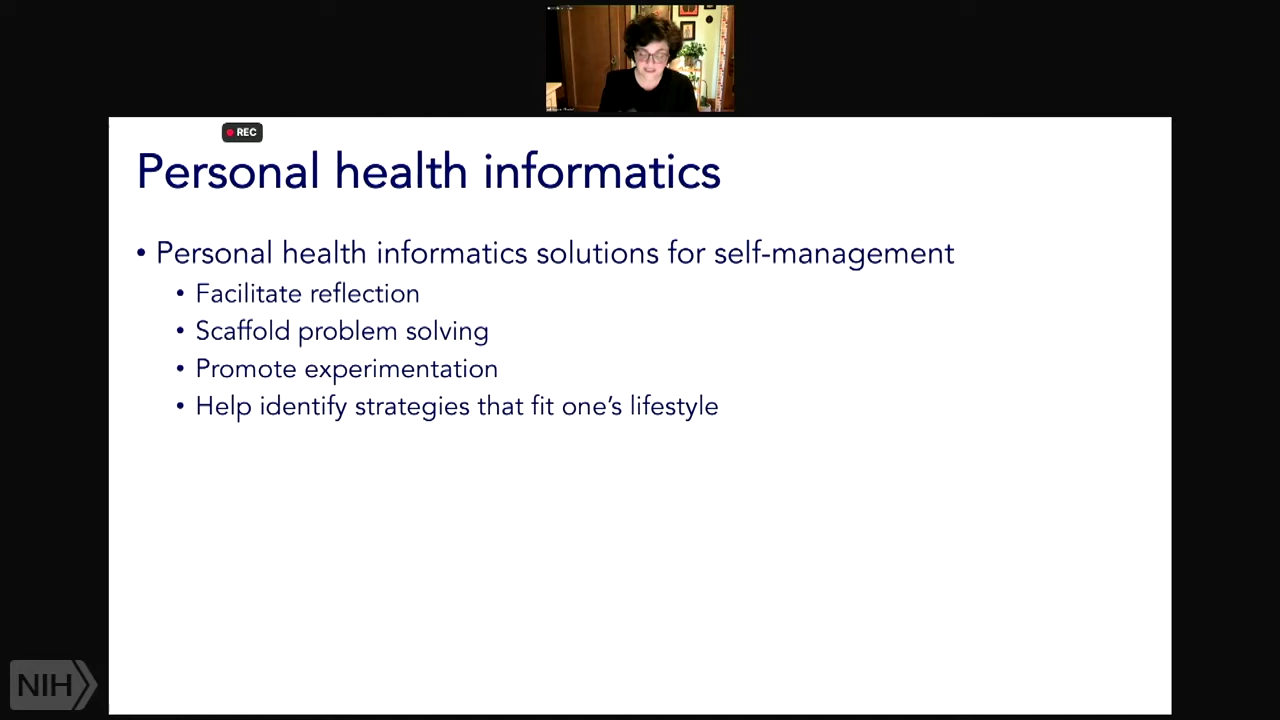 REC
Personal health informatics
• Personal health informatics solutions for self-management
• Facilitate reflection
• Scaffold problem solving
• Promote experimentation
• Help identify strategies that fit one’s lifestyle
NIH